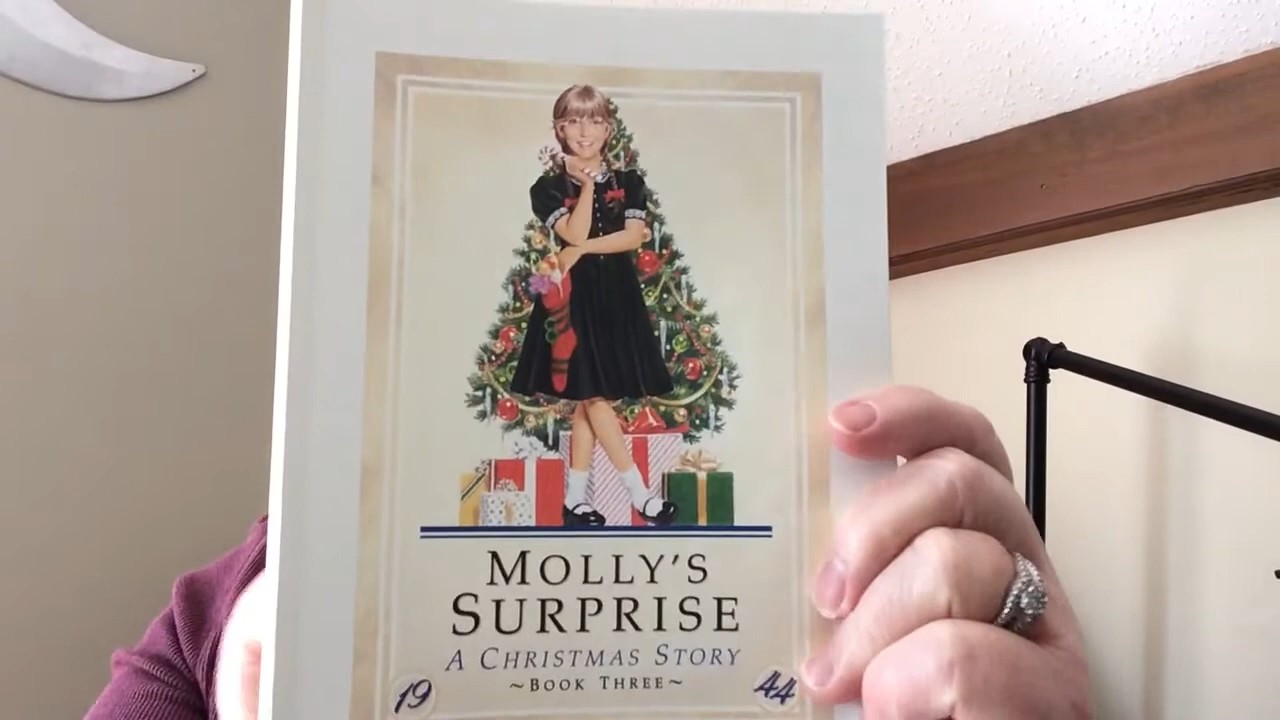 MOLLY'S
SURPRISE
A CHRISTMAS STORY
~BOOK THREE~
19 44